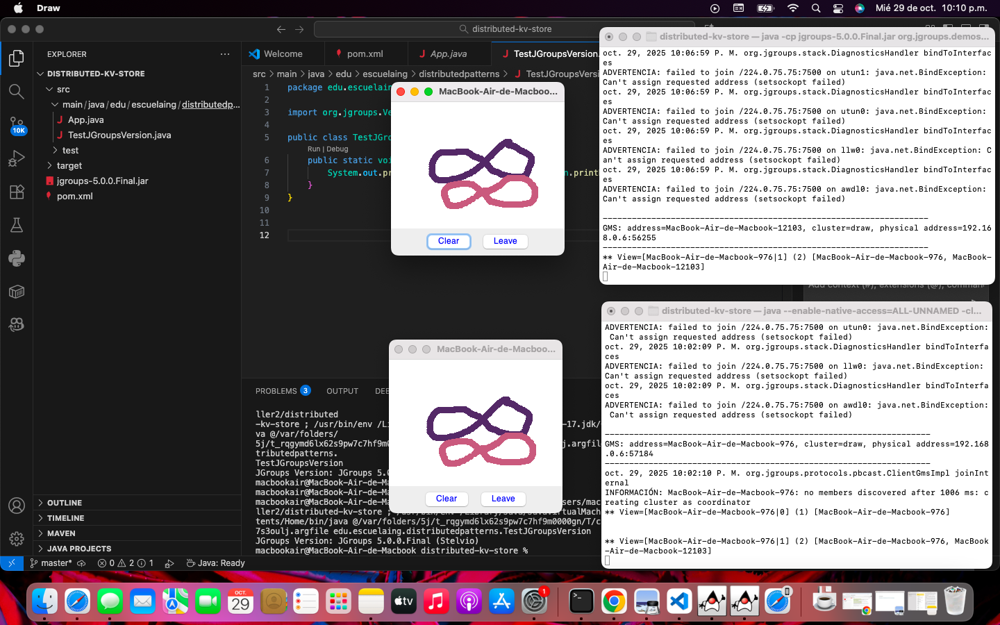 Draw
Mié 29 de oct.  10:10 p.m.
distributed-kv-store
EXPLORER
DISTRIBUTED-KV-STORE
src
main/java/edu/escuelaing/distributedp...
App.java
TestJGroupsVersion.java
test
target
jgroups-5.0.0.Final.jar
pom.xml
10K
OUTLINE
TIMELINE
MAVEN
JAVA PROJECTS
master*
0 2 1
Java: Ready
Welcome
pom.xml
App.java
TestJGroupsVersion.
src > main > java > edu > escuelaing > distributedpatterns > TestJGroupsVersi
1 package edu.escuelain
2
3 import org.jgroups.Ve
4
5 public class TestJGro
Run | Debug
6 public static voi
7 System.out.pr n.print
8 }
9 }
10
11
12
PROBLEMS 3 OUTPUT DE
ller2/distributed
-kv-store ; /usr/bin/env /Li -17.jdk/
va @/var/folders/
5j/t_rqgymd6lx62s9pw7c7hf9m0 j.argfile
tributedpatterns.
TestJGroupsVersion
JGroups Version: JGroups 5.0
macbookair@MacBook-Air-de-Ma
macbookair@MacBook-Air-de-Ma
macbookair@MacBook-Air-de-Ma sers/mac
ller2/distributed-kv-store ;
tents/Home/bin/java @/var/folders/5j/t_rqgymd6lx62s9pw7c7hf9m0000gn/T/c
7s3oulj.argfile edu.escuelaing.distributedpatterns.TestJGroupsVersion
JGroups Version: JGroups 5.0.0.Final (Stelvio)
macbookair@MacBook-Air-de-Macbook distributed-kv-store %
MacBook-Air-de-Macboo...
Clear
Leave
MacBook-Air-de-Macboo...
Clear
Leave
distributed-kv-store — java -cp jgroups-5.0.0.Final.jar org.jgroups.demos...
oct. 29, 2025 10:06:59 P. M. org.jgroups.stack.DiagnosticsHandler bindToInterfac
es
ADVERTENCIA: failed to join /224.0.75.75:7500 on utun1: java.net.BindException:
Can't assign requested address (setsockopt failed)
oct. 29, 2025 10:06:59 P. M. org.jgroups.stack.DiagnosticsHandler bindToInterfac
es
ADVERTENCIA: failed to join /224.0.75.75:7500 on utun0: java.net.BindException:
Can't assign requested address (setsockopt failed)
oct. 29, 2025 10:06:59 P. M. org.jgroups.stack.DiagnosticsHandler bindToInterfac
es
ADVERTENCIA: failed to join /224.0.75.75:7500 on llw0: java.net.BindException: C
an't assign requested address (setsockopt failed)
oct. 29, 2025 10:06:59 P. M. org.jgroups.stack.DiagnosticsHandler bindToInterfac
es
ADVERTENCIA: failed to join /224.0.75.75:7500 on awdl0: java.net.BindException:
Can't assign requested address (setsockopt failed)
-------------------------------------------------------------------
GMS: address=MacBook-Air-de-Macbook-12103, cluster=draw, physical address=192.16
8.0.6:56255
-------------------------------------------------------------------
** View=[MacBook-Air-de-Macbook-976|1] (2) [MacBook-Air-de-Macbook-976, MacBook-
Air-de-Macbook-12103]
Add context (#), extensions (@), comman
distributed-kv-store — java --enable-native-access=ALL-UNNAMED -cl...
ADVERTENCIA: failed to join /224.0.75.75:7500 on utun0: java.net.BindException:
Can't assign requested address (setsockopt failed)
oct. 29, 2025 10:02:09 P. M. org.jgroups.stack.DiagnosticsHandler bindToInterfa
ces
ADVERTENCIA: failed to join /224.0.75.75:7500 on llw0: java.net.BindException:
Can't assign requested address (setsockopt failed)
oct. 29, 2025 10:02:09 P. M. org.jgroups.stack.DiagnosticsHandler bindToInterfa
ces
ADVERTENCIA: failed to join /224.0.75.75:7500 on awdl0: java.net.BindException:
Can't assign requested address (setsockopt failed)
-------------------------------------------------------------------
GMS: address=MacBook-Air-de-Macbook-976, cluster=draw, physical address=192.168
.0.6:57184
-------------------------------------------------------------------
oct. 29, 2025 10:02:10 P. M. org.jgroups.protocols.pbcast.ClientGmsImpl joinInt
ernal
INFORMACIÓN: MacBook-Air-de-Macbook-976: no members discovered after 1006 ms: c
reating cluster as coordinator
** View=[MacBook-Air-de-Macbook-976|0] (1) [MacBook-Air-de-Macbook-976]
** View=[MacBook-Air-de-Macbook-976|1] (2) [MacBook-Air-de-Macbook-976, MacBook
-Air-de-Macbook-12103]
OCT.
29
tv
1